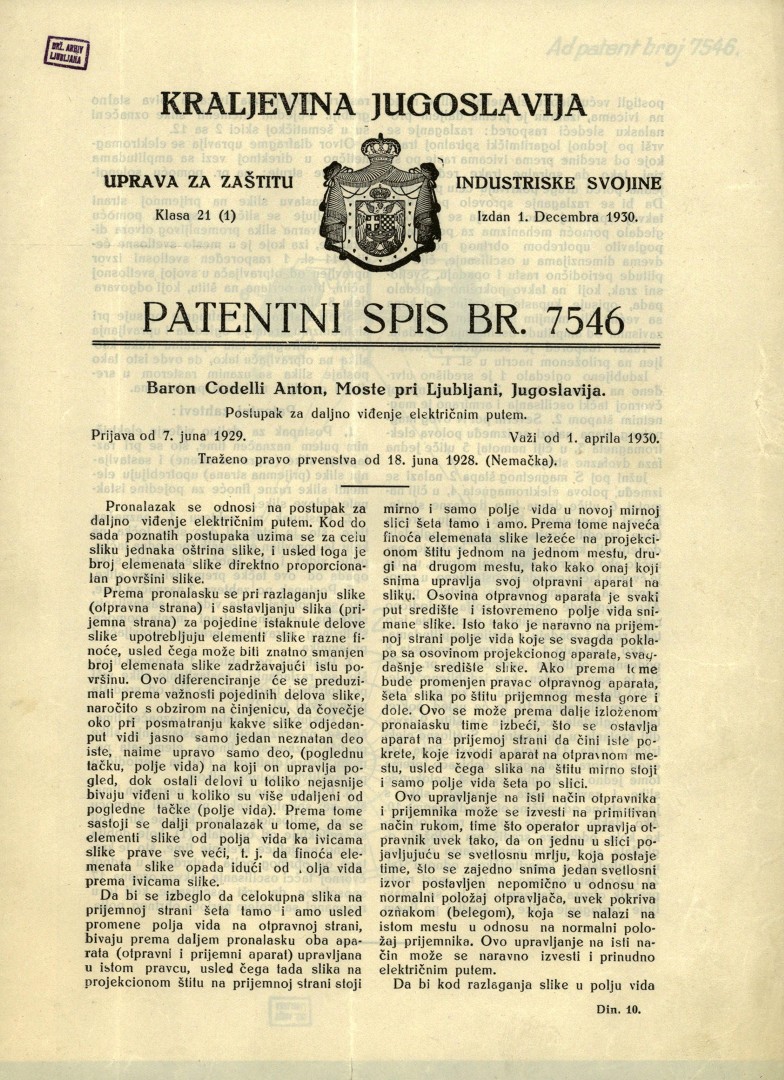 DRŽ. ARHIV
LJUBLJANA
Ad patent broj 7546.
KRALJEVINA JUGOSLAVIJA
UPRAVA ZA ZAŠTITU
INDUSTRISKE SVOJINE
Klasa 21 (1)
Izdan 1. Decembra 1930.
PATENTNI SPIS BR. 7546
Baron Codelli Anton, Moste pri Ljubljani, Jugoslavija.
Postupak za daljno viđenje električnim putem.
Prijava od 7. juna 1929.
Važi od 1. aprila 1930.
Traženo pravo prvenstva od 18. juna 1928. (Nemačka).
Pronalazak se odnosi na postupak za
daljno viđenje električnim putem. Kod do
sada poznatih postupaka uzima se za celu
sliku jednaka oštrina slike, i usled toga je
broj elemenata slike direktno proporciona-
lan površini slike.
Prema pronalasku se pri razlaganju slike
(otpravna strana) i sastavljanju slika (pri-
jemna strana) za pojedine istaknute delove
slike upotrebljuju elementi slike razne fi-
noće, usled čega može biti znatno smanjen
broj elemenata slike zadržavajući istu po-
vršinu. Ovo diferenciranje će se preduzi-
mati prema važnosti pojedinih delova slike,
naročito s obzirom na činjenicu, da čovečje
oko pri posmatranju kakve slike odjedan-
put vidi jasno samo jedan neznatan deo
iste, naime upravo samo deo, (poglednu
tačku, polje vida) na koji on upravlja po-
gled, dok ostali delovi u toliko nejasnije
bivaju viđeni u koliko su više udaljeni od
pogledne tačke (polje vida). Prema tome
sastoji se dalji pronalazak u tome, da se
elementi slike od polja vida ka ivicama
slike prave sve veći, t. j. da finoća ele-
menata slike opada idući od olja vida
prema ivicama slike.
Da bi se izbeglo da celokupna slika na
prijemnoj strani šeta tamo i amo usled
promene polja vida na otpravnoj strani,
bivaju prema daljem pronalasku oba apa-
rata (otpravni i prijemni aparat) upravljana
u istom pravcu, usled čega tada slika na
projekcionom štitu na prijemnoj strani stoji
mirno i samo polje vida u novoj mirnoj
slici šeta tamo i amo. Prema tome najveća
finoća elemenata slike ležeće na projekci-
onom štitu jednom na jednom mestu, dru-
gi na drugom mestu, tako kako onaj koji
snima upravlja svoj otpravni aparat na
sliku. Osovina otpravnog aparata je svaki
put središte i istovremeno polje vida sni-
mane slike. Isto tako je naravno na prijem-
noj strani polje vida koje se svagda pokla-
pa sa osovinom projekcionog aparata, svag-
dašnje središte slike. Ako prema tome
bude promenjen pravac otpravnog aparata,
šeta slika po štitu prijemnog mesta gore i
dole. Ovo se može prema dalje izloženom
pronalasku time izbeći, što se ostavlja
aparat na prijemoj strani da čini iste po-
krete, koje izvodi aparat na otpravnom me-
stu, usled čega slika na štitu mirno stoji
i samo polje vida šeta po slici.
Ovo upravljanje na isti način otpravnika
i prijemnika može se izvesti na primitivan
način rukom, time što operator upravlja ot-
pravnik uvek tako, da on jednu u slici po-
javljujuću se svetlosnu mrlju, koja postaje
time, što se zajedno snima jedan svetlosni
izvor postavljen nepomično u odnosu na
normalni položaj otpravljača, uvek pokriva
oznakom (belegom), koja se nalazi na
istom mestu u odnosu na normalni polo-
žaj prijemnika. Ovo upravljanje na isti na-
čin može se naravno izvesti i prinudno
električnim putem.
Da bi kod razlaganja slike u polju vida
Din. 10.